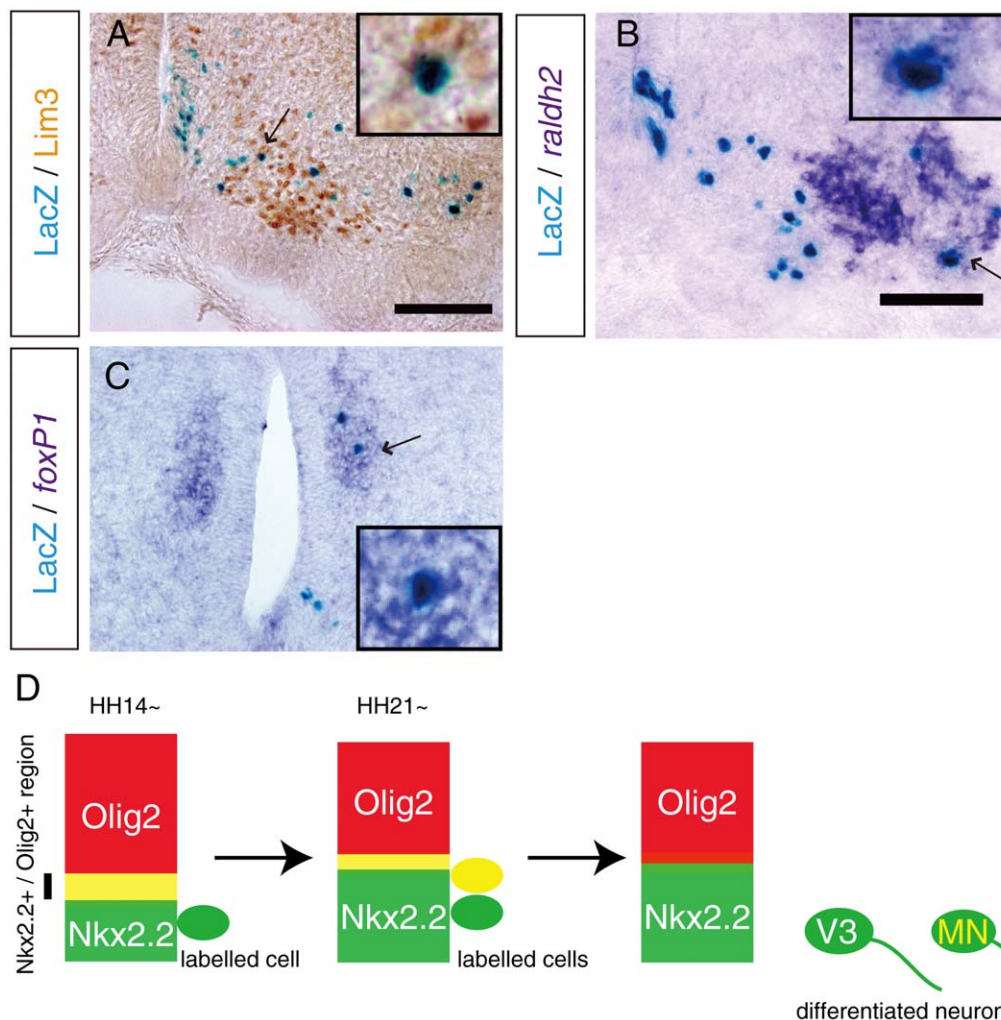 LacZ / Lim3
A
LacZ / raldh2
B
LacZ / foxP1
C
D
HH14~
HH21~
Nkx2.2+ / Olig2+ region
Olig2
Nkx2.2
labelled cell
Olig2
Nkx2.2
labelled cells
Olig2
Nkx2.2
V3
MN
differentiated neuron